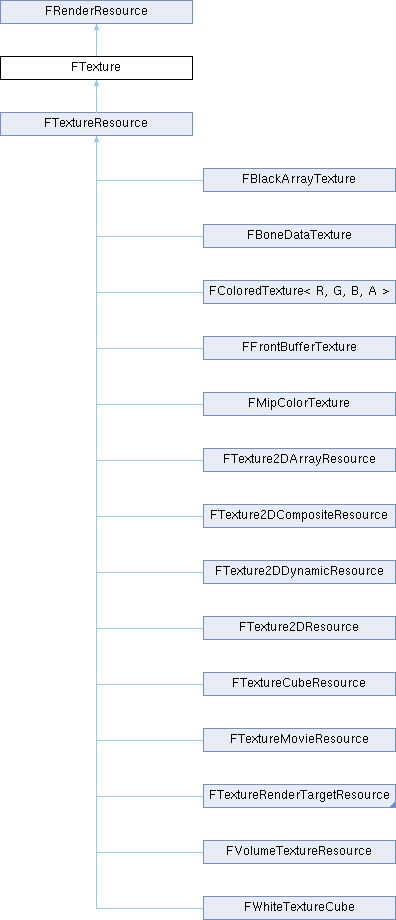 FRenderResource
FTexture
FTextureResource
FBlackArrayTexture
FBoneDataTexture
FColoredTexture< R, G, B, A >
FFrontBufferTexture
FMipColorTexture
FTexture2DArrayResource
FTexture2DCompositeResource
FTexture2DDynamicResource
FTexture2DResource
FTextureCubeResource
FTextureMovieResource
FTextureRenderTargetResource
FVolumeTextureResource
FWhiteTextureCube